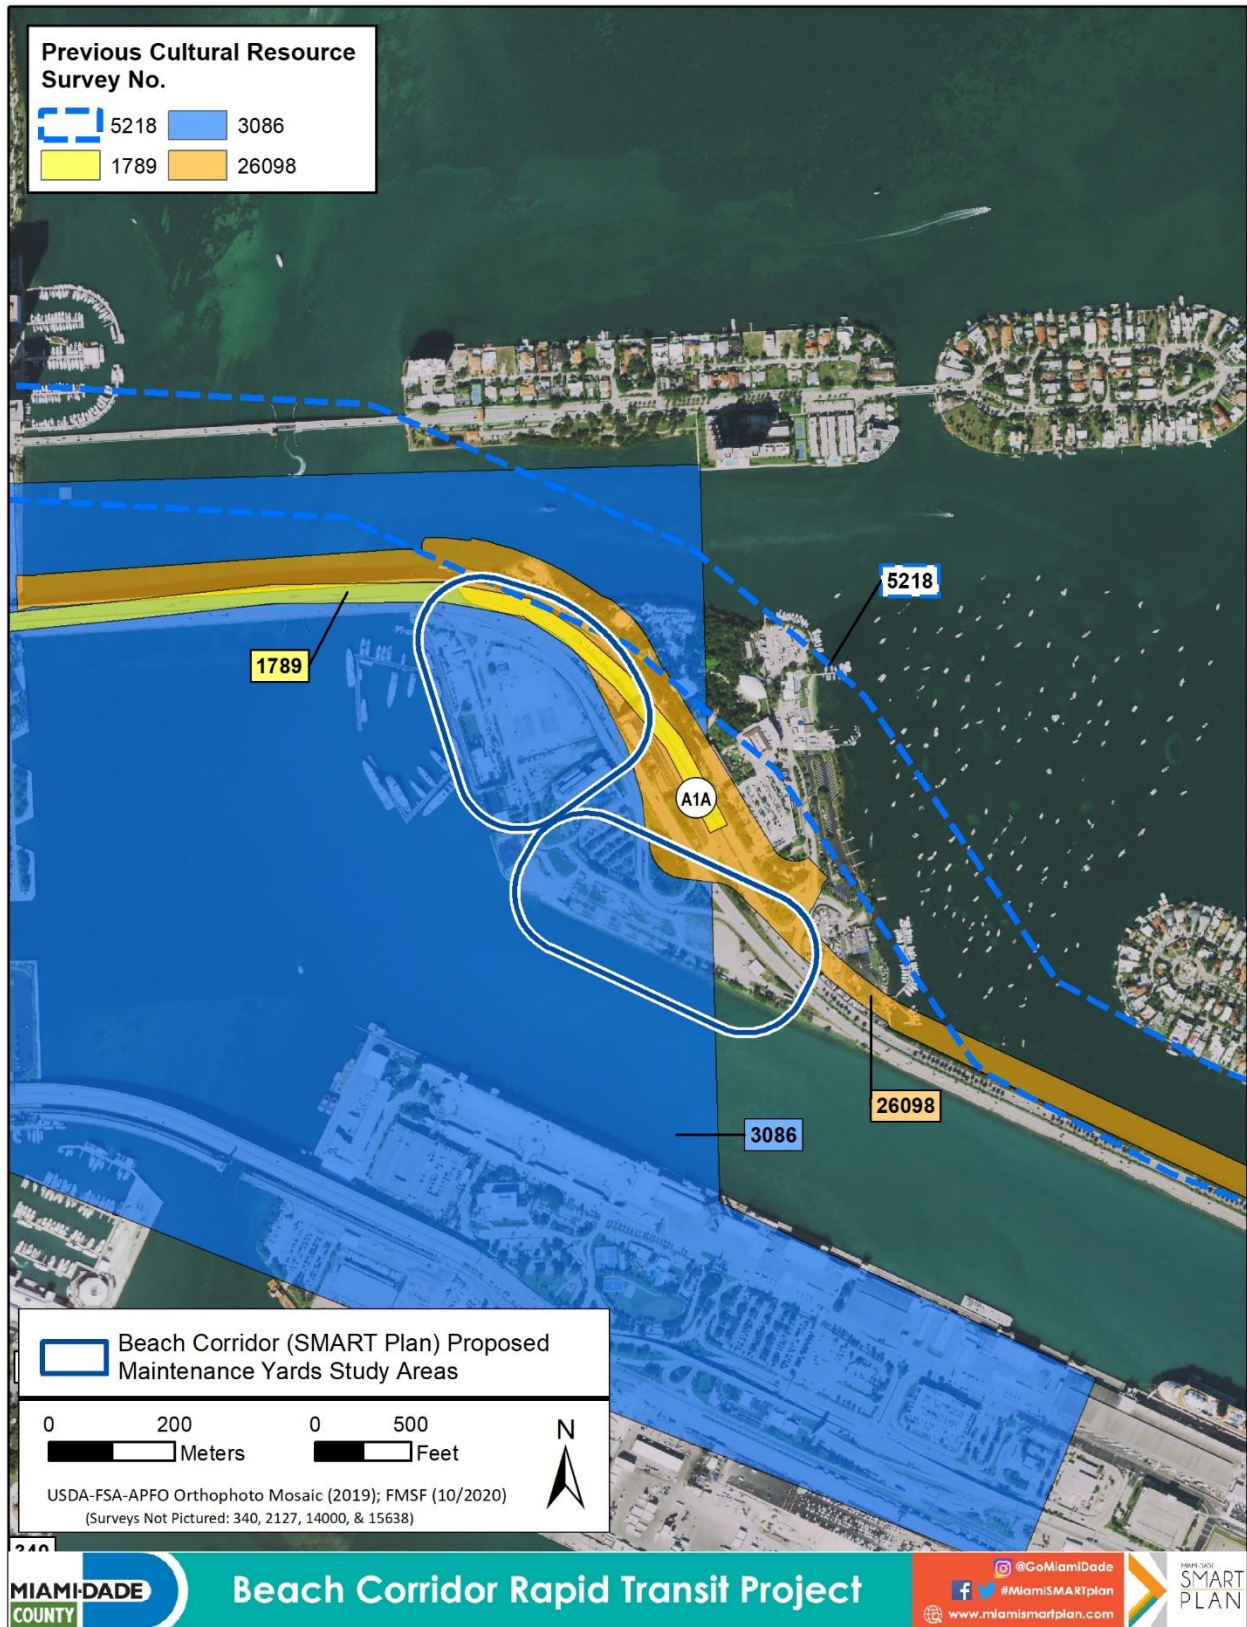 Previous Cultural Resource
Survey No.
5218 3086
1789 26098
5218
1789
A1A
26098
3086
Beach Corridor (SMART Plan) Proposed
Maintenance Yards Study Areas
0 200 0 500 N
Meters Feet
USDA-FSA-APFO Orthophoto Mosaic (2019); FMSF (10/2020)
(Surveys Not Pictured: 340, 2127, 14000, & 15638)
340
MIAMI-DADE
COUNTY
Beach Corridor Rapid Transit Project
@GoMiamiDade
#MiamiSMARTplan
www.miamismartplan.com
MIAMI-DADE
SMART
PLAN